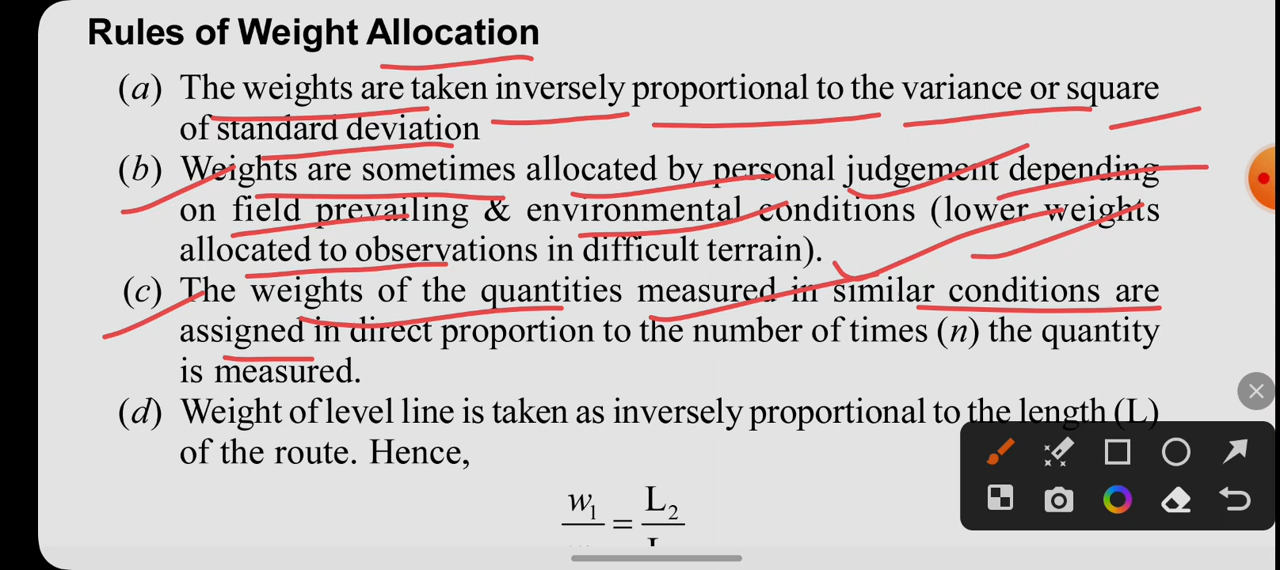 Rules of Weight Allocation
(a) The weights are taken inversely proportional to the variance or square
of standard deviation
(b) Weights are sometimes allocated by personal judgement depending
on field prevailing & environmental conditions (lower weights
allocated to observations in difficult terrain).
(c) The weights of the quantities measured in similar conditions are
assigned in direct proportion to the number of times (n) the quantity
is measured.
(d) Weight of level line is taken as inversely proportional to the length (L)
of the route. Hence,
w₁ = L₂